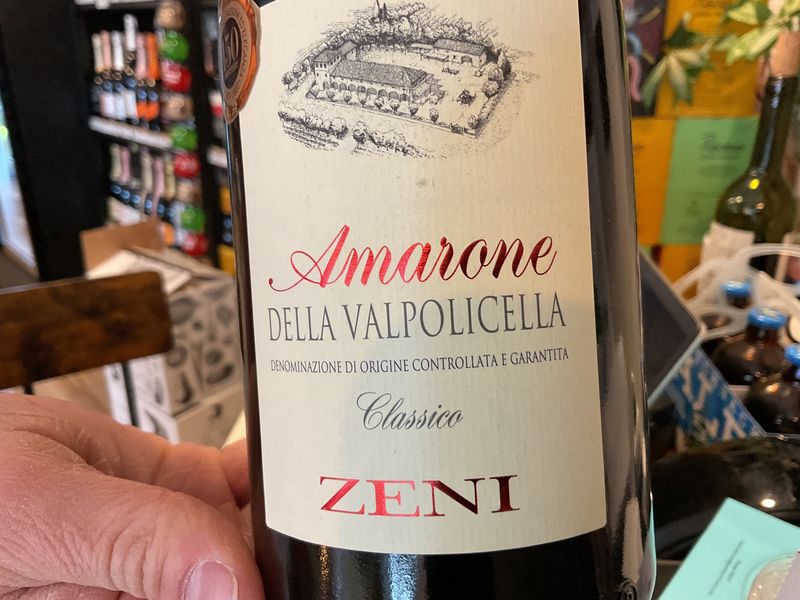 Amarone
DELLA VALPOLICELLA
DENOMINAZIONE DI ORIGINE CONTROLLATA E GARANTITA
Classico
ZENI